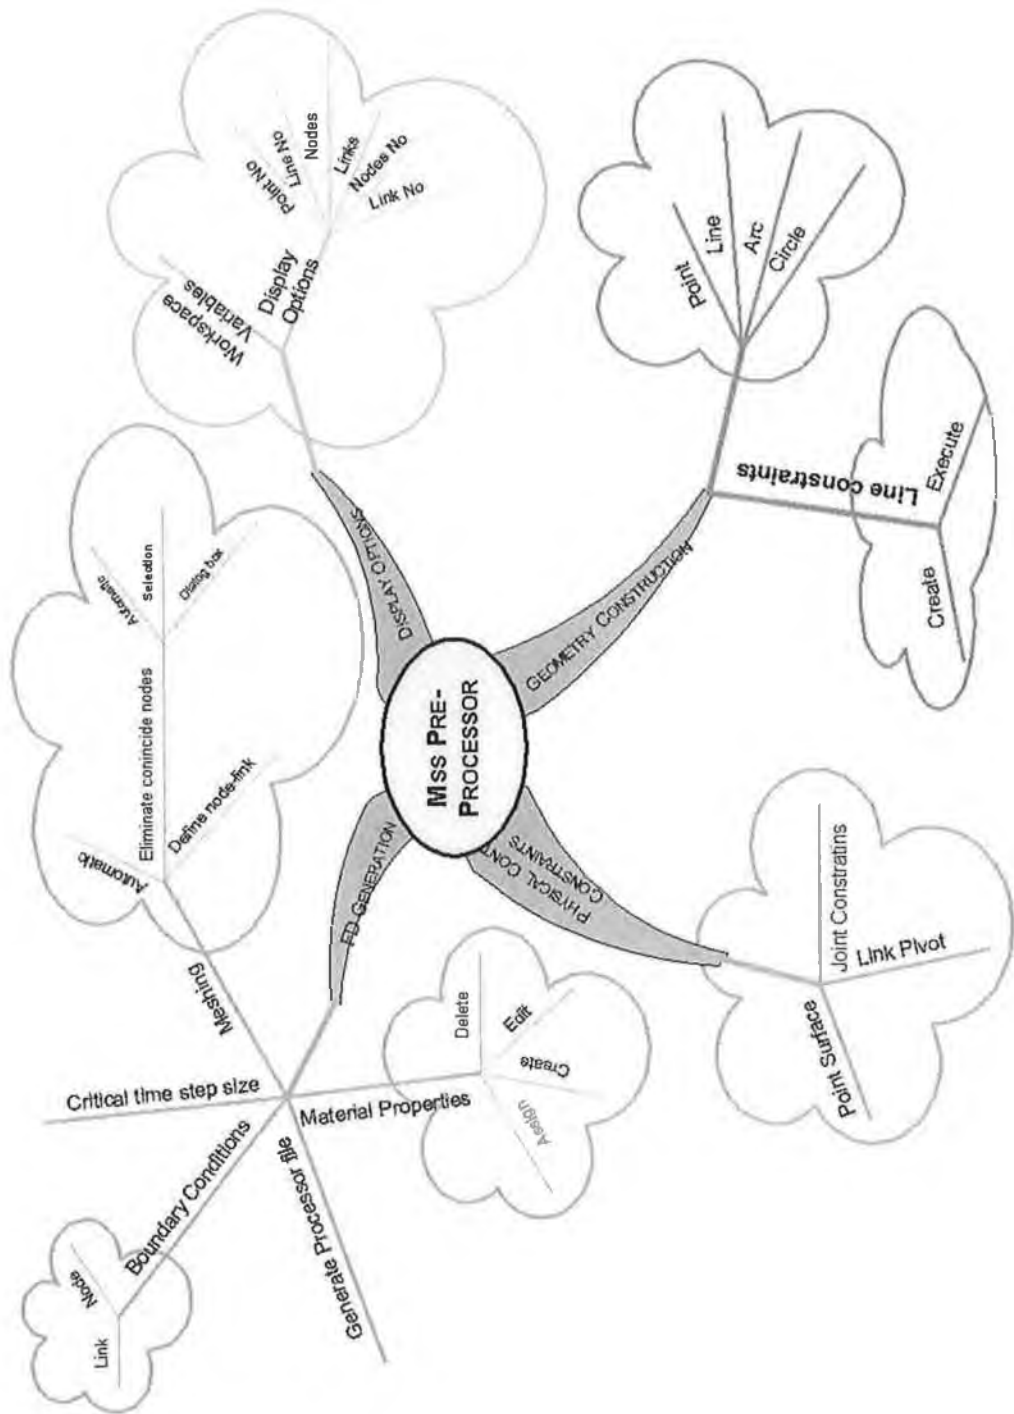 MSS PRE-
PROCESSOR
DISPLAY OPTIONS
Workspace
Variables
Display
Options
Point No
Line No
Nodes
Links
Nodes No
Link No
GEOMETRY CONSTRUCTION
Point
Line
Arc
Circle
Line constraints
Create
Execute
PHYSICAL CONT
CONSTRAINTS
Joint Constratins
Link Pivot
Point Surface
FD GENERATION
Meshing
Automatic
Eliminate conincide nodes
Automatic
Selection
Dialog box
Define node-link
Critical time step size
Boundary Conditions
Node
Link
Generate Processor file
Material Properties
Delete
Edit
Create
Assign